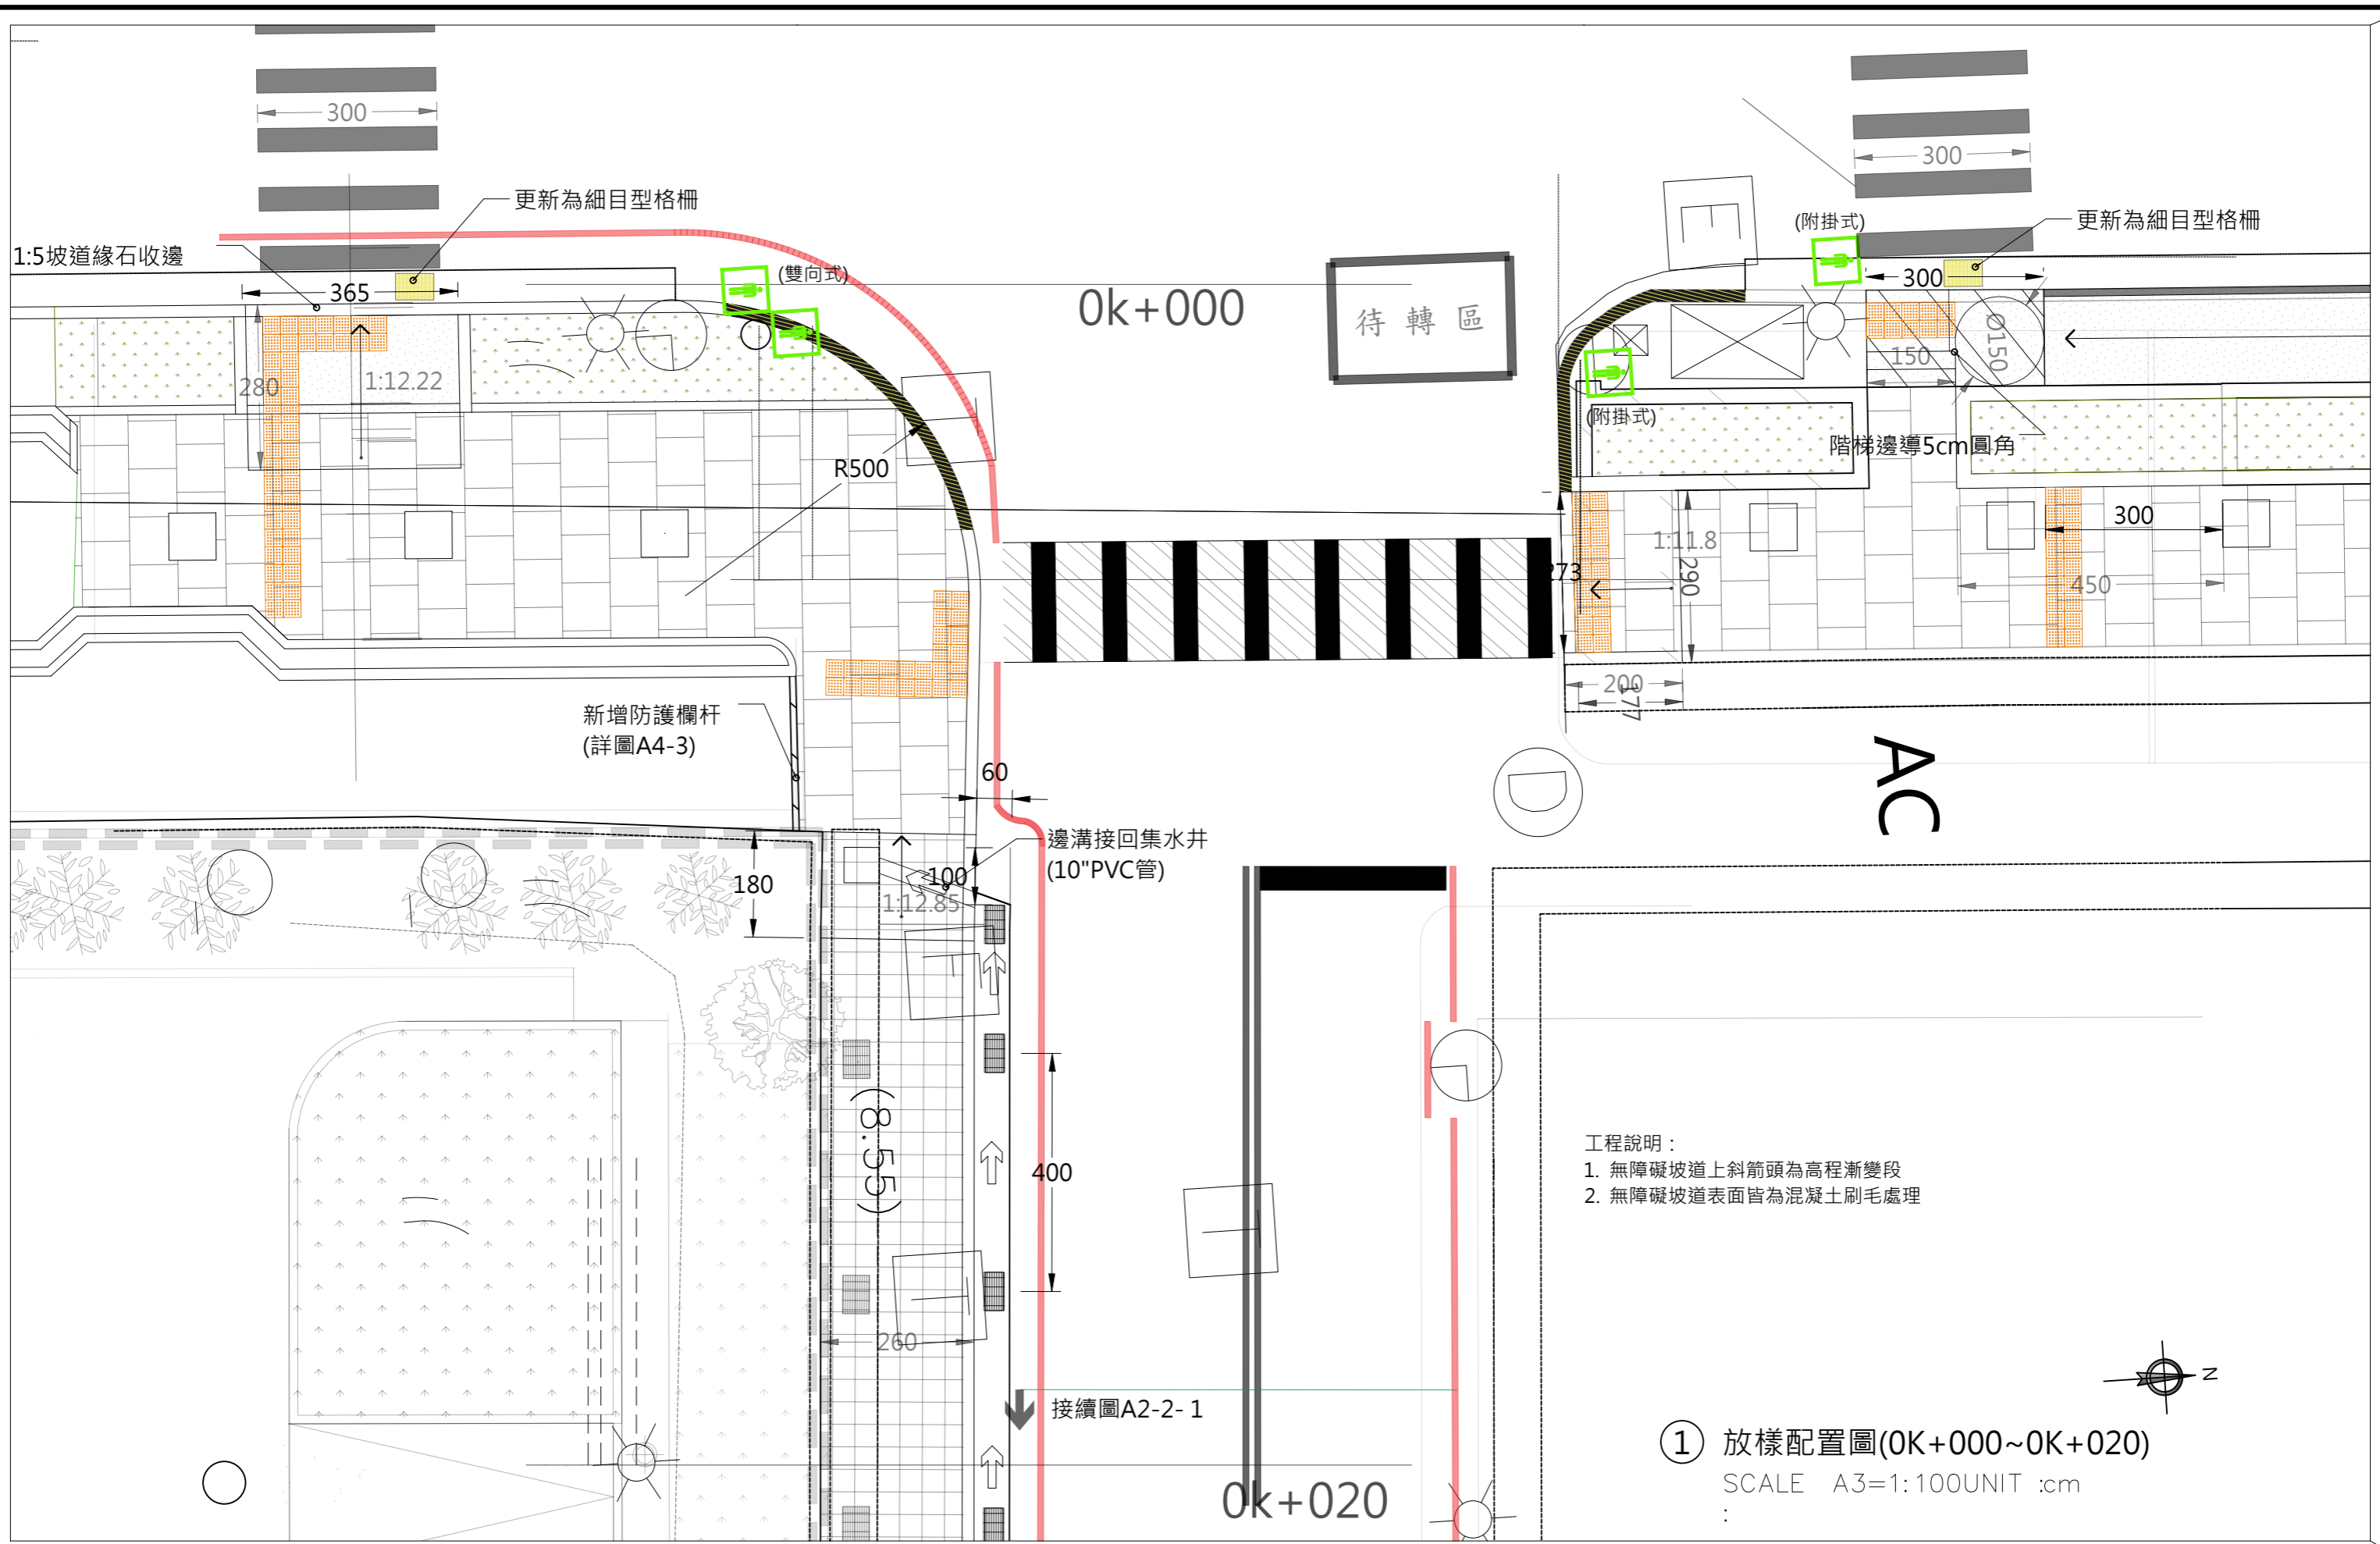 300
300
更新為細目型格柵
(附掛式)
更新為細目型格柵
1:5坡道緣石收邊
(雙向式)
365
300
0k+000
待轉區
Ø150
150
280
1:12.22
(附掛式)
階梯邊導5cm圓角
R500
300
1:11.8
273
290
450
200
177
新增防護欄杆
(詳圖A4-3)
60
AC
邊溝接回集水井
(10"PVC管)
180
100
1:12.85
(8.55)
400
工程說明：
1. 無障礙坡道上斜箭頭為高程漸變段
2. 無障礙坡道表面皆為混凝土刷毛處理
260
N
接續圖A2-2- 1
1 放樣配置圖(0K+000~0K+020)
SCALE A3=1:100UNIT :cm
:
0k+020